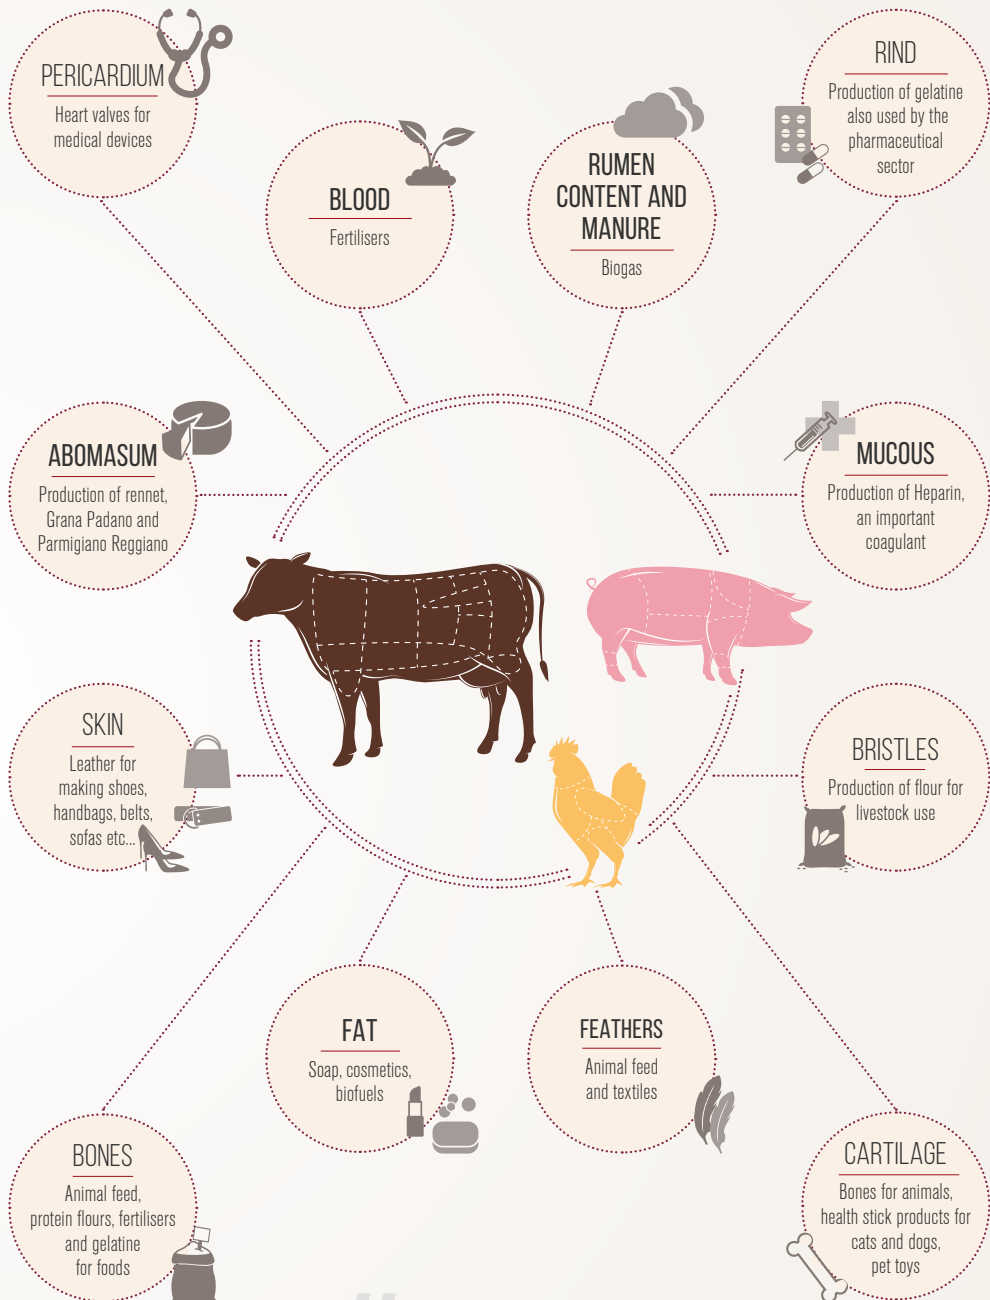 PERICARDIUM
Heart valves for
medical devices
BLOOD
Fertilisers
RUMEN
CONTENT AND
MANURE
Biogas
RIND
Production of gelatine
also used by the
pharmaceutical
sector
ABOMASUM
Production of rennet,
Grana Padano and
Parmigiano Reggiano
MUCOUS
Production of Heparin,
an important
coagulant
SKIN
Leather for
making shoes,
handbags, belts,
sofas etc...
BRISTLES
Production of flour for
livestock use
FAT
Soap, cosmetics,
biofuels
FEATHERS
Animal feed
and textiles
BONES
Animal feed,
protein flours, fertilisers
and gelatine
for foods
CARTILAGE
Bones for animals,
health stick products for
cats and dogs,
pet toys